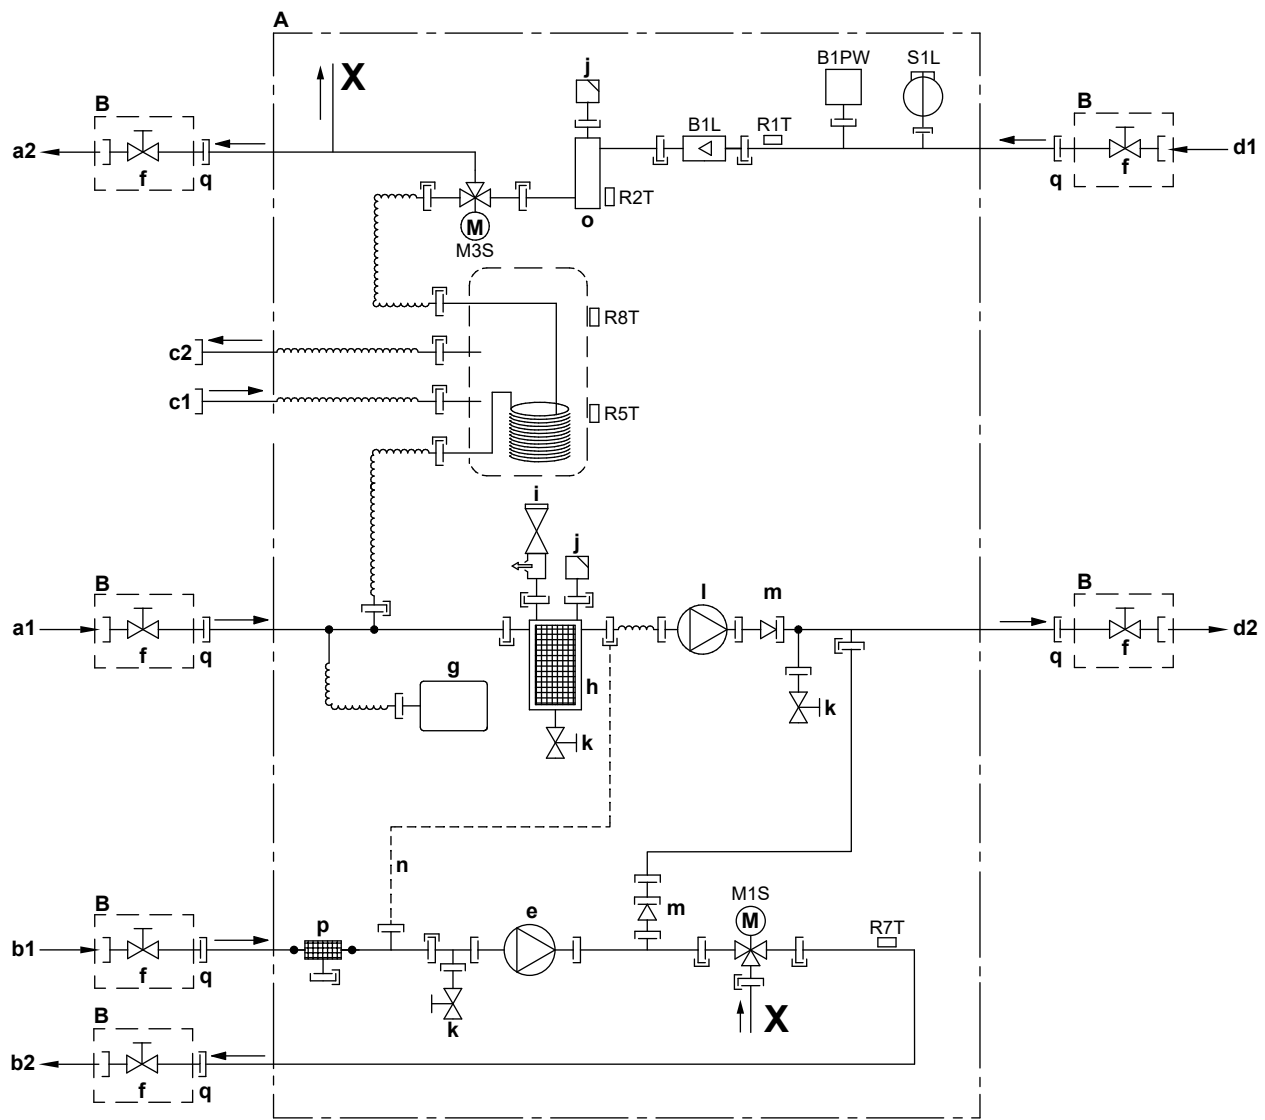 A
X
j
B1PW
S1L
B
B
B1L
R1T
a2
d1
f
q
q
f
M
R2T
o
M3S
R8T
c2
c1
R5T
i
j
B
l
m
B
a1
d2
f
q
q
f
g
h
k
k
n
m
M1S
B
p
e
M
R7T
b1
f
q
k
X
B
b2
f
q